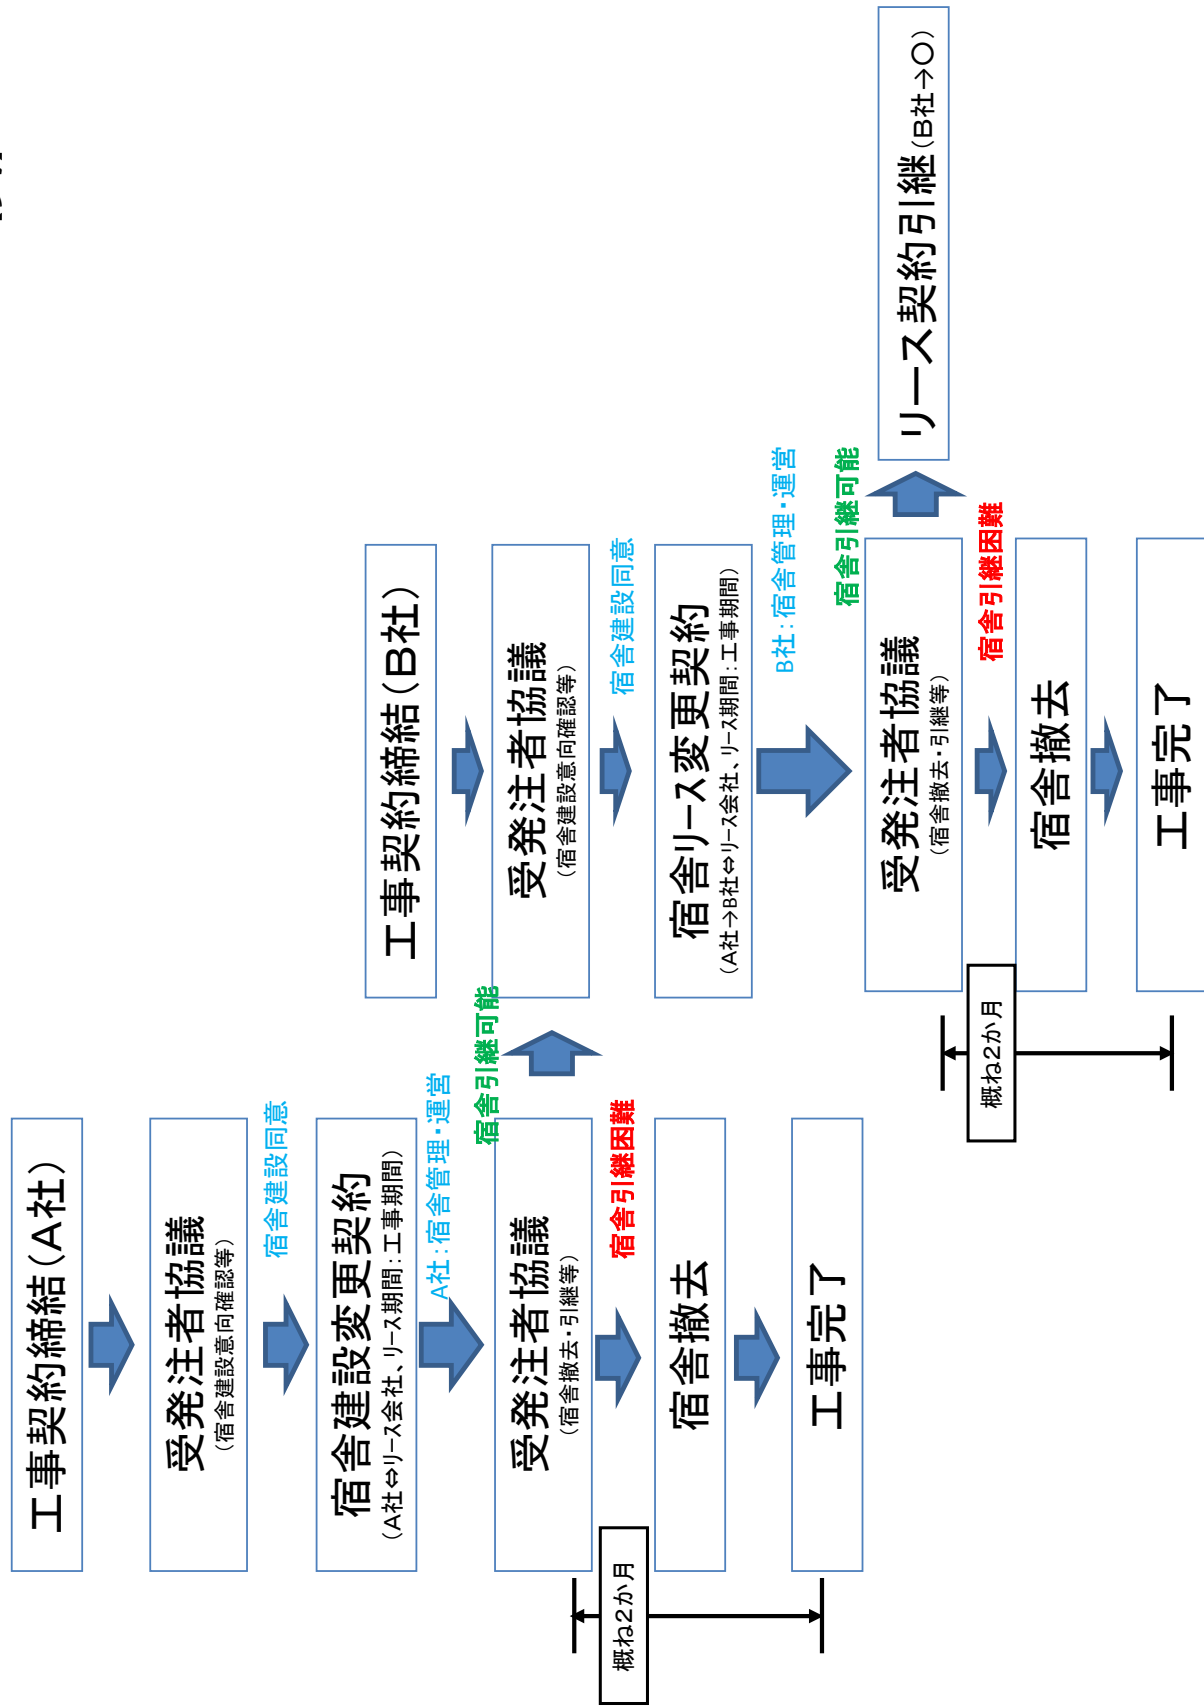 工事契約締結（A社）
受発注者協議
（宿舎建設意向確認等）
宿舎建設同意
宿舎建設変更契約
（A社⇔リース会社、リース期間：工事期間）
A社：宿舎管理・運営
宿舎引継可能
受発注者協議
（宿舎撤去・引継等）
宿舎引継困難
概ね2か月
宿舎撤去
工事完了
工事契約締結（B社）
受発注者協議
（宿舎建設意向確認等）
宿舎建設同意
宿舎リース変更契約
（A社→B社⇔リース会社、リース期間：工事期間）
B社：宿舎管理・運営
宿舎引継可能
受発注者協議
（宿舎撤去・引継等）
宿舎引継困難
概ね2か月
宿舎撤去
工事完了
リース契約引継（B社→〇）